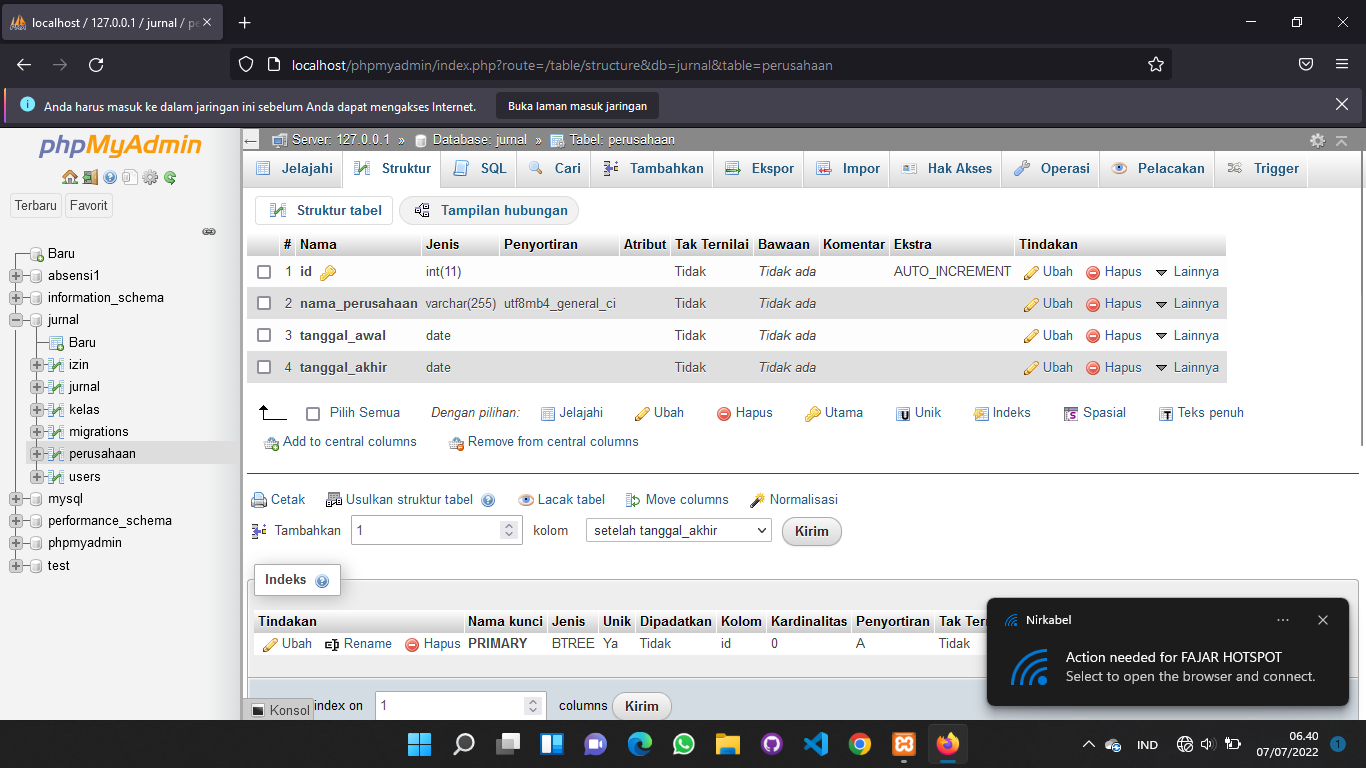 localhost / 127.0.0.1 / jurnal / pe
localhost/phpmyadmin/index.php?route=/table/structure&db=jurnal&table=perusahaan
Anda harus masuk ke dalam jaringan ini sebelum Anda dapat mengakses Internet. Buka laman masuk jaringan
phpMyAdmin
Terbaru Favorit
Baru
absensi1
information_schema
jurnal
Baru
izin
jurnal
kelas
migrations
perusahaan
users
mysql
performance_schema
phpmyadmin
test
Server: 127.0.0.1 » Database: jurnal » Tabel: perusahaan
Jelajahi Struktur SQL Cari Tambahkan Ekspor Impor Hak Akses Operasi Pelacakan Trigger
Struktur tabel Tampilan hubungan
# Nama Jenis Penyortiran Atribut Tak Ternilai Bawaan Komentar Ekstra Tindakan
1 id int(11) Tidak Tidak ada AUTO_INCREMENT Ubah Hapus Lainnya
2 nama_perusahaan varchar(255) utf8mb4_general_ci Tidak Tidak ada Ubah Hapus Lainnya
3 tanggal_awal date Tidak Tidak ada Ubah Hapus Lainnya
4 tanggal_akhir date Tidak Tidak ada Ubah Hapus Lainnya
Pilih Semua Dengan pilihan: Jelajahi Ubah Hapus Utama Unik Indeks Spasial Teks penuh
Add to central columns Remove from central columns
Cetak Usulkan struktur tabel Lacak tabel Move columns Normalisasi
Tambahkan 1 kolom setelah tanggal_akhir Kirim
Indeks
Tindakan Nama kunci Jenis Unik Dipadatkan Kolom Kardinalitas Penyortiran Tak Tern
Ubah Rename Hapus PRIMARY BTREE Ya Tidak id 0 A Tidak
Konsol index on 1 columns Kirim
Nirkabel
Action needed for FAJAR HOTSPOT
Select to open the browser and connect.
IND
06.40
07/07/2022
1